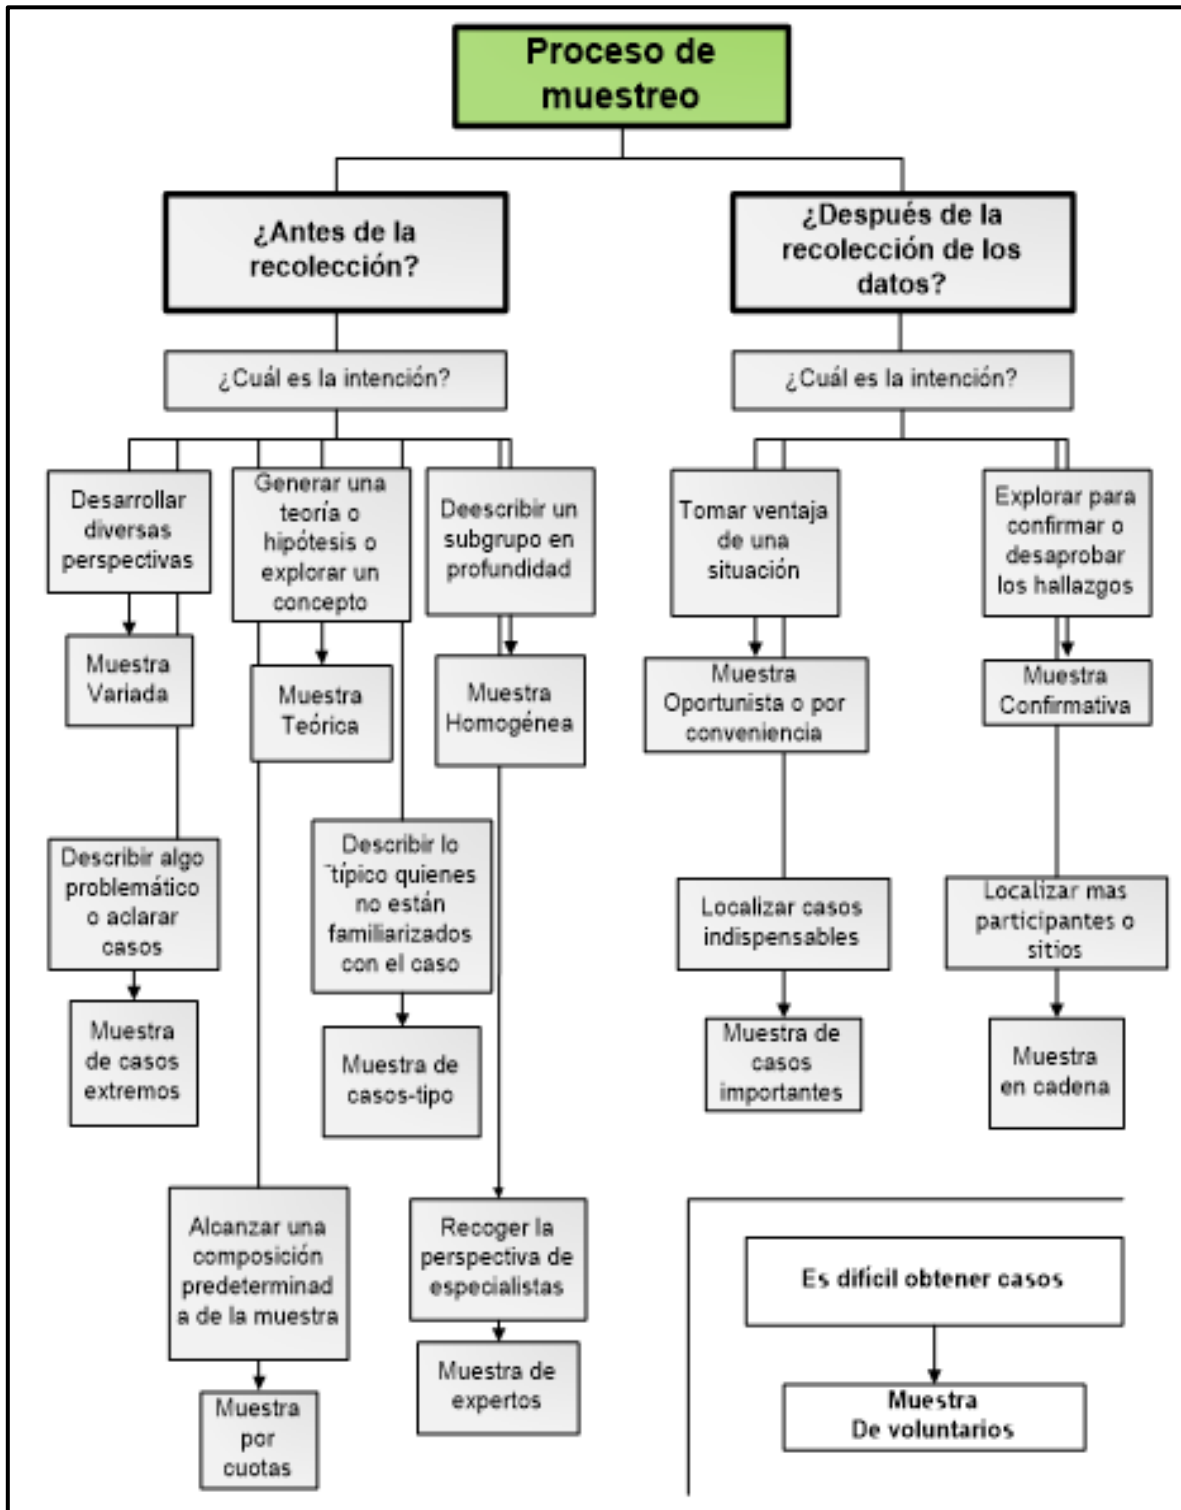 Proceso de
muestreo
¿Antes de la
recolección?
¿Después de la
recolección de los
datos?
¿Cuál es la intención?
¿Cuál es la intención?
Desarrollar
diversas
perspectivas
Generar una
teoría o
hipótesis o
explorar un
concepto
Deescribir un
subgrupo en
profundidad
Tomar ventaja
de una
situación
Explorar para
confirmar o
desaprobar
los hallazgos
Muestra
Variada
Muestra
Teórica
Muestra
Homogénea
Muestra
Oportunista o por
conveniencia
Muestra
Confirmativa
Describir algo
problemático
o aclarar
casos
Describir lo
típico quienes
no están
familiarizados
con el caso
Localizar casos
indispensables
Localizar mas
participantes o
sitios
Muestra
de casos
extremos
Muestra de
casos-tipo
Muestra de
casos
importantes
Muestra
en cadena
Alcanzar una
composición
predeterminad
a de la muestra
Recoger la
perspectiva de
especialistas
Es difícil obtener casos
Muestra
por
cuotas
Muestra de
expertos
Muestra
De voluntarios